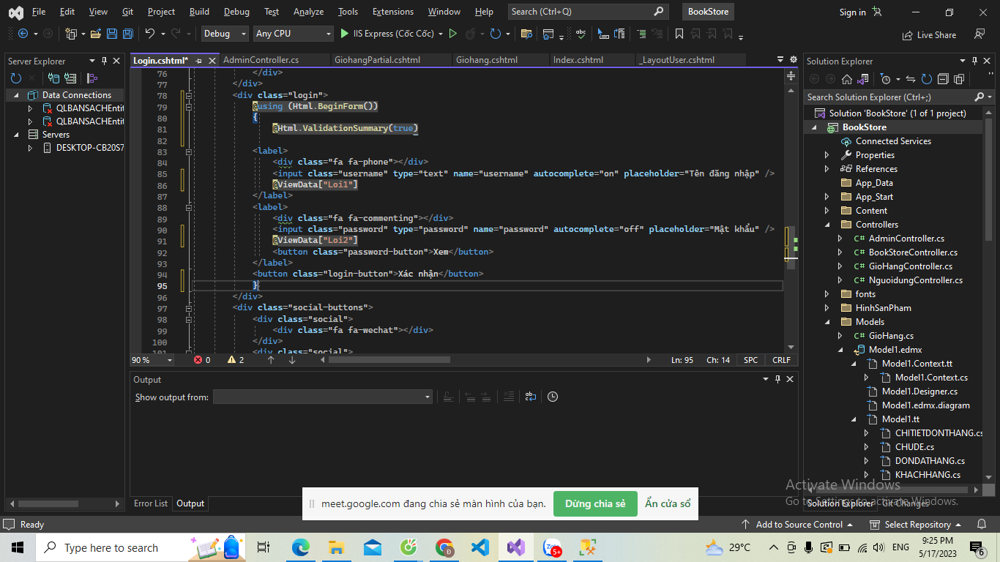 File Edit View Git Project Build Debug Test Analyze Tools Extensions Window Help Search (Ctrl+Q) BookStore Sign in
Debug Any CPU IIS Express (Cốc Cốc) Live Share
Server Explorer
Data Connections
QLBANSACHEntit
QLBANSACHEntit
Servers
DESKTOP-CB20S7
Login.cshtml* AdminController.cs GiohangPartial.cshtml Giohang.cshtml Index.cshtml _LayoutUser.cshtml
76 </div>
77 </div>
78 <div class="login">
79 @using (Html.BeginForm())
80 {
81 @Html.ValidationSummary(true)
82
83 <label>
84 <div class="fa fa-phone"></div>
85 <input class="username" type="text" name="username" autocomplete="on" placeholder="Tên đăng nhập" />
86 @ViewData["Loi1"]
87 </label>
88 <label>
89 <div class="fa fa-commenting"></div>
90 <input class="password" type="password" name="password" autocomplete="off" placeholder="Mật khẩu" />
91 @ViewData["Loi2"]
92 <button class="password-button">Xem</button>
93 </label>
94 <button class="login-button">Xác nhận</button>
95 }
96 </div>
97 <div class="social-buttons">
98 <div class="social">
99 <div class="fa fa-wechat"></div>
100 </div>
101 <div class="social">
90 % 0 2 Ln: 95 Ch: 14 SPC CRLF
Output
Show output from:
Error List Output
Solution Explorer
Search Solution Explorer (Ctrl+;)
Solution 'BookStore' (1 of 1 project)
BookStore
Connected Services
Properties
References
App_Data
App_Start
Content
Controllers
C# AdminController.cs
C# BookStoreController.cs
C# GioHangController.cs
C# NguoidungController.cs
fonts
HinhSanPham
Models
C# GioHang.cs
Model1.edmx
Model1.Context.tt
Model1.Context.cs
Model1.Designer.cs
Model1.edmx.diagram
Model1.tt
CHITIETDONTHANG.cs
CHUDE.cs
DONDATHANG.cs
KHACHHANG.cs
Solution Explorer Git Changes
Activate Windows
Go to Settings to activate Windows.
meet.google.com đang chia sẻ màn hình của bạn. Dừng chia sẻ Ẩn cửa sổ
Ready Add to Source Control Select Repository
Type here to search 5+ 29°C ENG 9:25 PM
5/17/2023 6